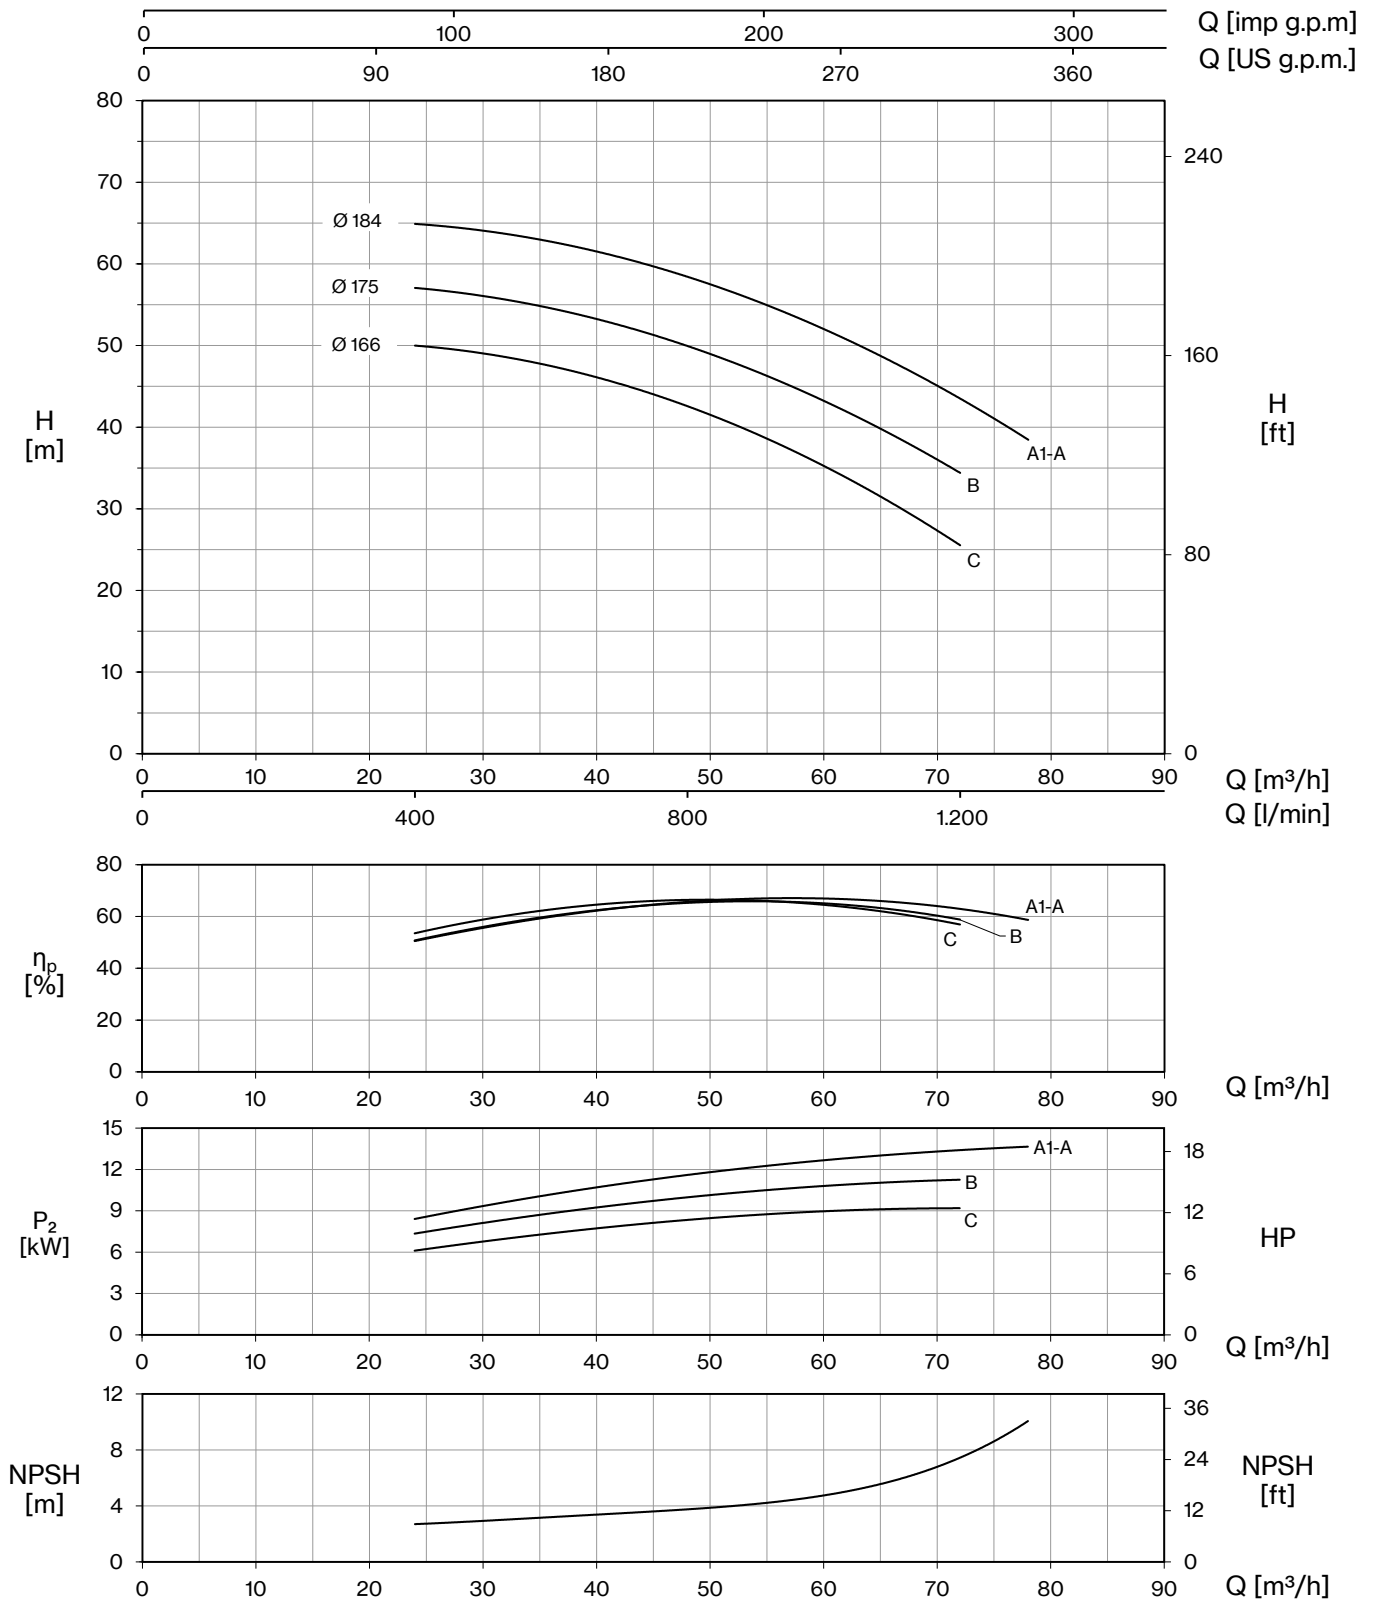 0 100 200 300 Q [imp g.p.m]
0 90 180 270 360 Q [US g.p.m.]
80
240
70
Ø 184
60
Ø 175
50
Ø 166
160
H
[m]
H
[ft]
40
A1-A
B
30
C
80
20
10
0 0
0 10 20 30 40 50 60 70 80 90 Q [m³/h]
0 400 800 1.200 Q [l/min]
80
60
A1-A
B
C
ηp
[%]
40
20
0
0 10 20 30 40 50 60 70 80 90 Q [m³/h]
15
A1-A
18
12
B
9
12
C
P₂
[kW]
HP
6
6
3
0 0
0 10 20 30 40 50 60 70 80 90 Q [m³/h]
12
36
8
24
NPSH
[m]
NPSH
[ft]
4
12
0 0
0 10 20 30 40 50 60 70 80 90 Q [m³/h]